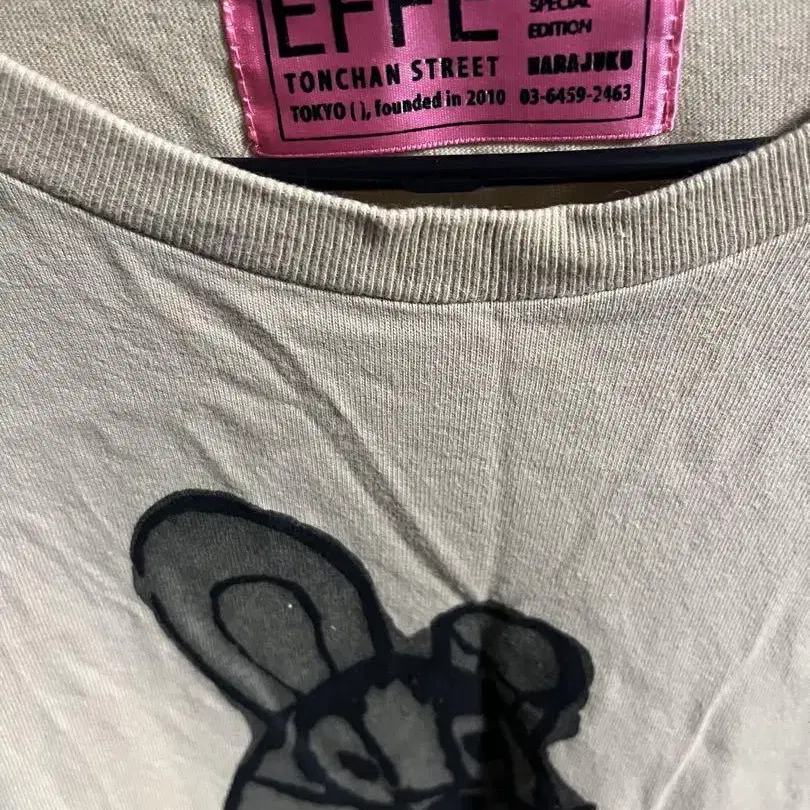 EFFE
SPECIAL
EDITION
TONCHAN STREET HARAJUKU
TOKYO ( ), founded in 2010 03-6459-2463